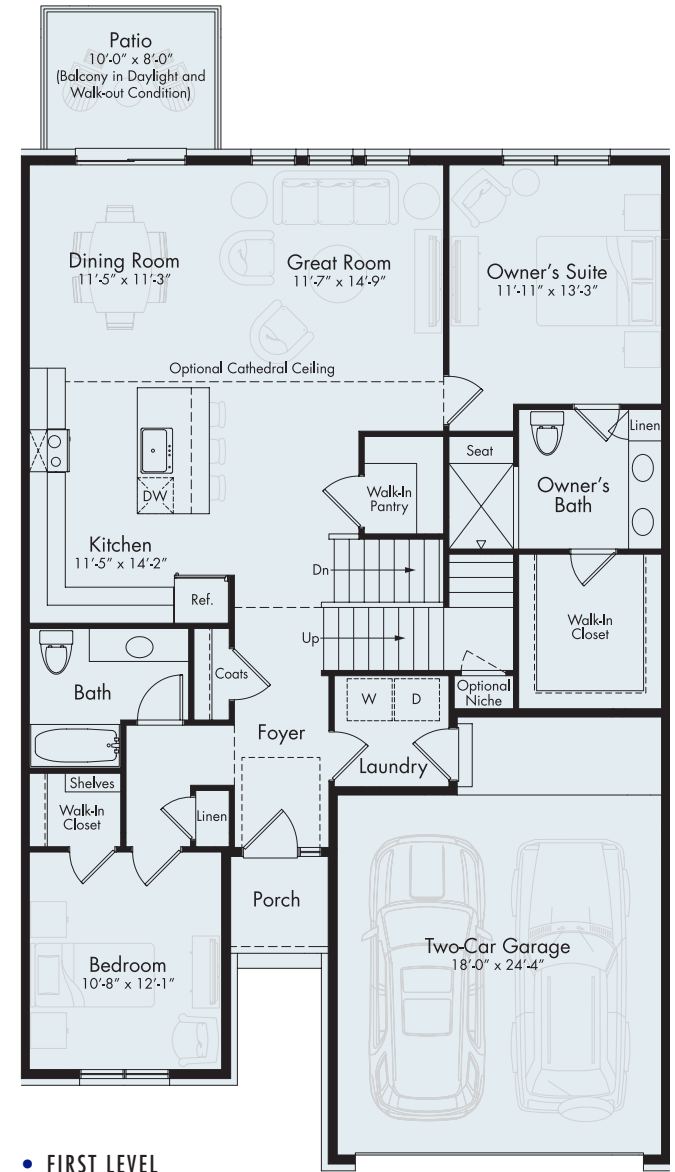 Patio
10'-0" x 8'-0"
(Balcony in Daylight and
Walk-out Condition)
Dining Room
11'-5" x 11'-3"
Great Room
11'-7" x 14'-9"
Owner's Suite
11'-11" x 13'-3"
Optional Cathedral Ceiling
Linen
Seat
Owner's
Bath
DW
Walk-In
Pantry
Kitchen
11'-5" x 14'-2"
Dn
Ref.
Walk-In
Closet
Up
Coats
Bath
W
D
Optional
Niche
Foyer
Laundry
Shelves
Walk-In
Closet
Linen
Porch
Two-Car Garage
18'-0" x 24'-4"
Bedroom
10'-8" x 12'-1"
• FIRST LEVEL